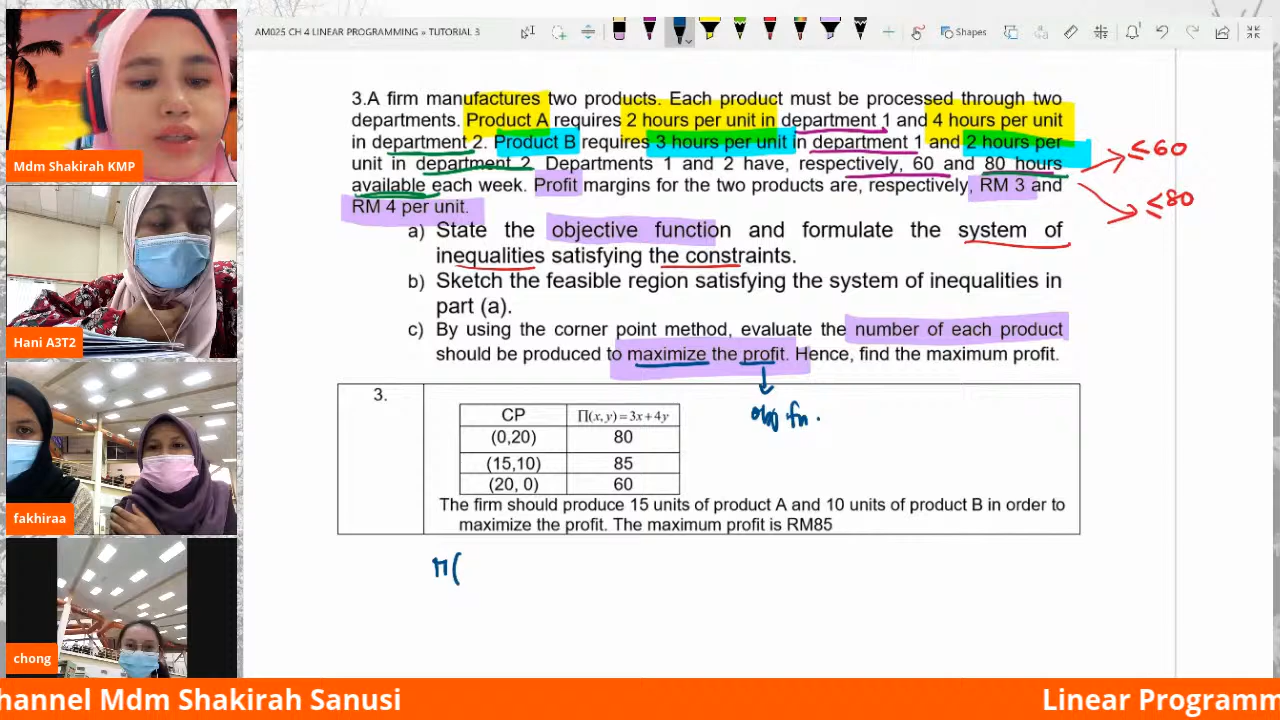 AM025 CH 4 LINEAR PROGRAMMING » TUTORIAL 3
Shapes
3.A firm manufactures two products. Each product must be processed through two
departments. Product A requires 2 hours per unit in department 1 and 4 hours per unit
in department 2. Product B requires 3 hours per unit in department 1 and 2 hours per
unit in department 2. Departments 1 and 2 have, respectively, 60 and 80 hours
available each week. Profit margins for the two products are, respectively, RM 3 and
RM 4 per unit.
≤60
≤80
a) State the objective function and formulate the system of
inequalities satisfying the constraints.
b) Sketch the feasible region satisfying the system of inequalities in
part (a).
c) By using the corner point method, evaluate the number of each product
should be produced to maximize the profit. Hence, find the maximum profit.
obj fn.
3.
CP ∏(x, y) = 3x + 4y
(0,20) 80
(15,10) 85
(20, 0) 60
The firm should produce 15 units of product A and 10 units of product B in order to
maximize the profit. The maximum profit is RM85
π(
Mdm Shakirah KMP
Hani A3T2
fakhiraa
chong
hannel Mdm Shakirah Sanusi
Linear Programm